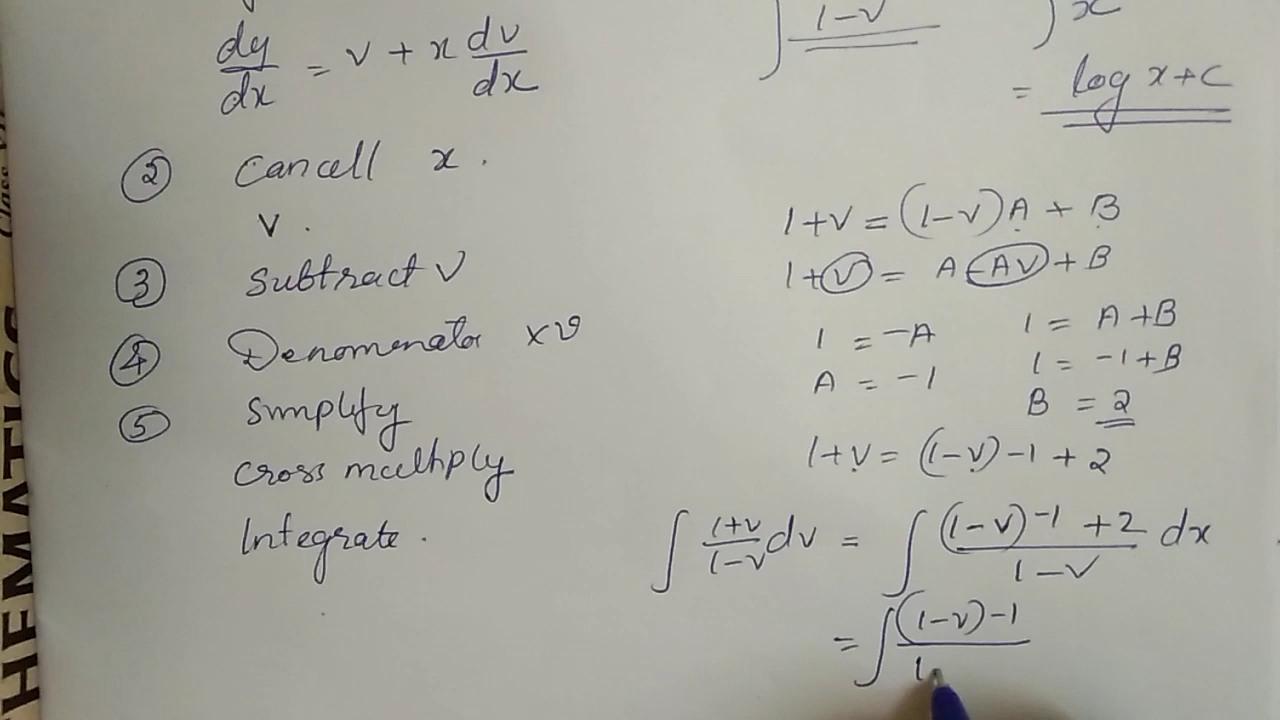 dy/dx = v + x dv/dx
② Cancell x.
v.
③ Subtract v
④ Denomenator x v
⑤ Simplify
cross multiply
Integrate.
∫ 1-v
∫ x
= log x+c
1+v = (1-v)A + B
1+v = A-Av + B
1 = -A
A = -1
1 = A+B
1 = -1+B
B = 2
1+v = (1-v)-1 + 2
∫ 1+v/1-v dv = ∫ (1-v)-1 +2/1-v dx
= ∫ (1-v)-1/1